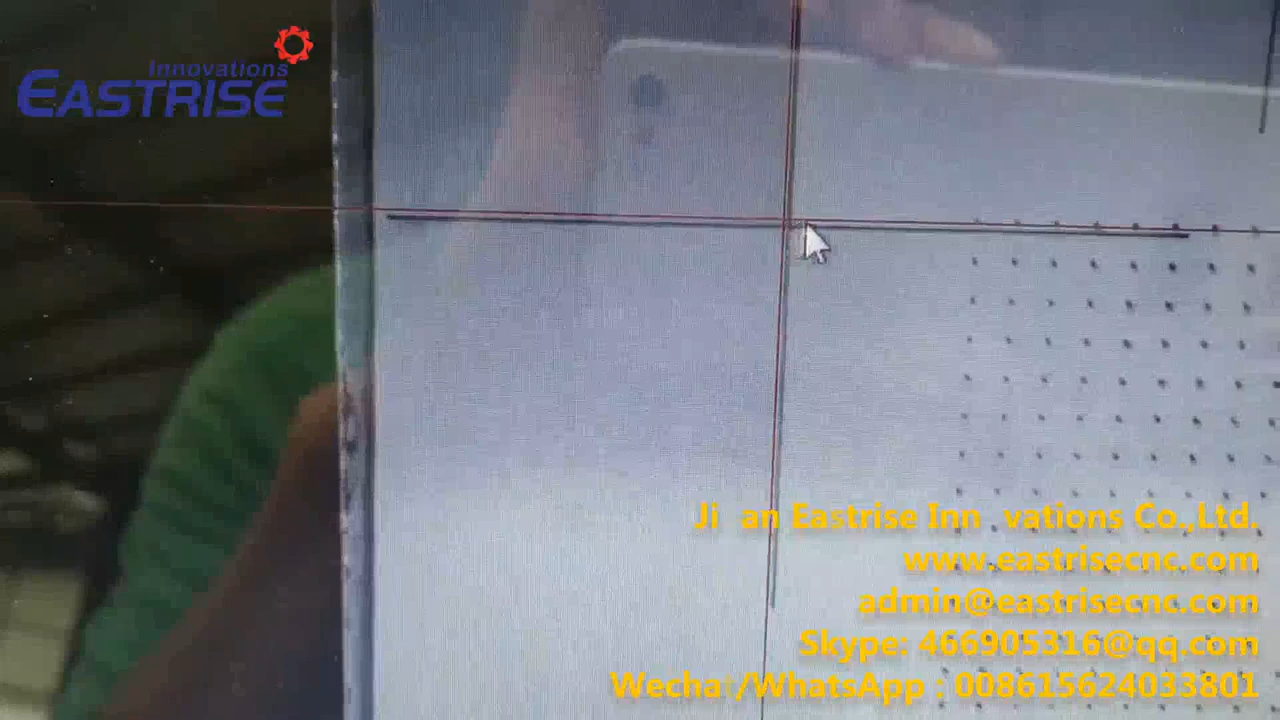 Innovations
EASTRISE
Ji an Eastrise Inn vations Co.,Ltd.
www.eastrisecnc.com
admin@eastrisecnc.com
Skype: 466905316@qq.com
Wechat/WhatsApp : 008615624033801